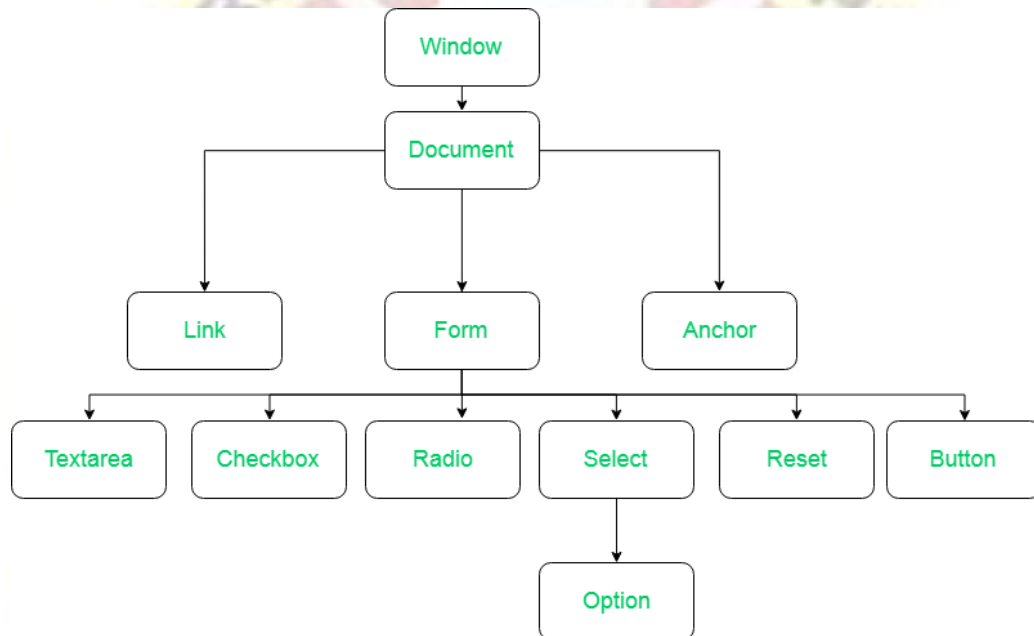 Window
Document
Link
Form
Anchor
Textarea
Checkbox
Radio
Select
Reset
Button
Option